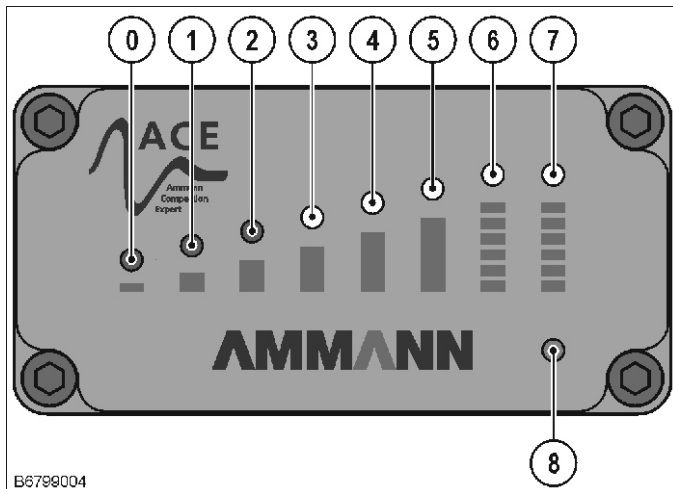 0 1 2 3 4 5 6 7
ACE
Ammann
Compaction
Expert
AMMANN
8
B6799004